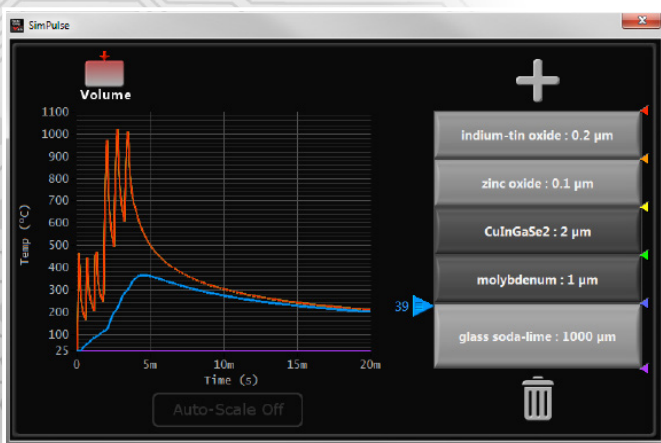 SimPulse
Volume
1100
1000
900
800
700
600
500
400
300
200
100
25
Temp (°C)
0
5m
10m
15m
20m
Time (s)
Auto-Scale Off
indium-tin oxide : 0.2 µm
zinc oxide : 0.1 µm
CuInGaSe2 : 2 µm
molybdenum : 1 µm
39
glass soda-lime : 1000 µm